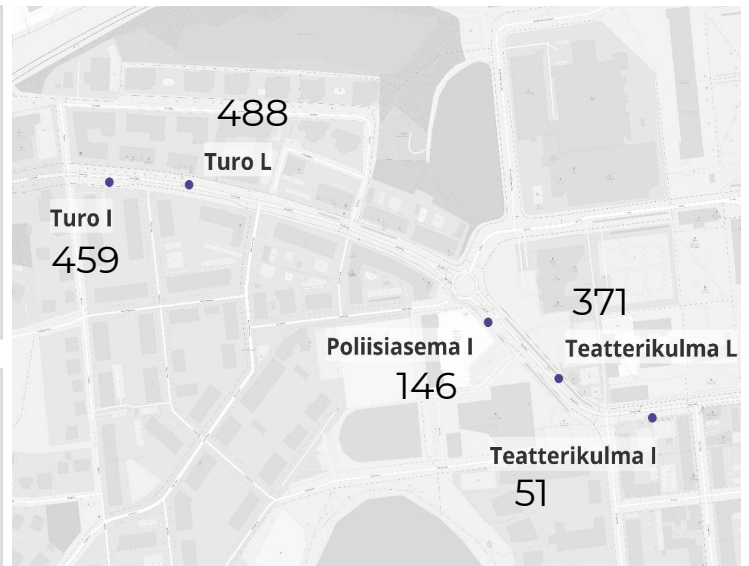 488
Turo L
Turo I
459
371
Poliisiasema I
Teatterikulma L
146
Teatterikulma I
51